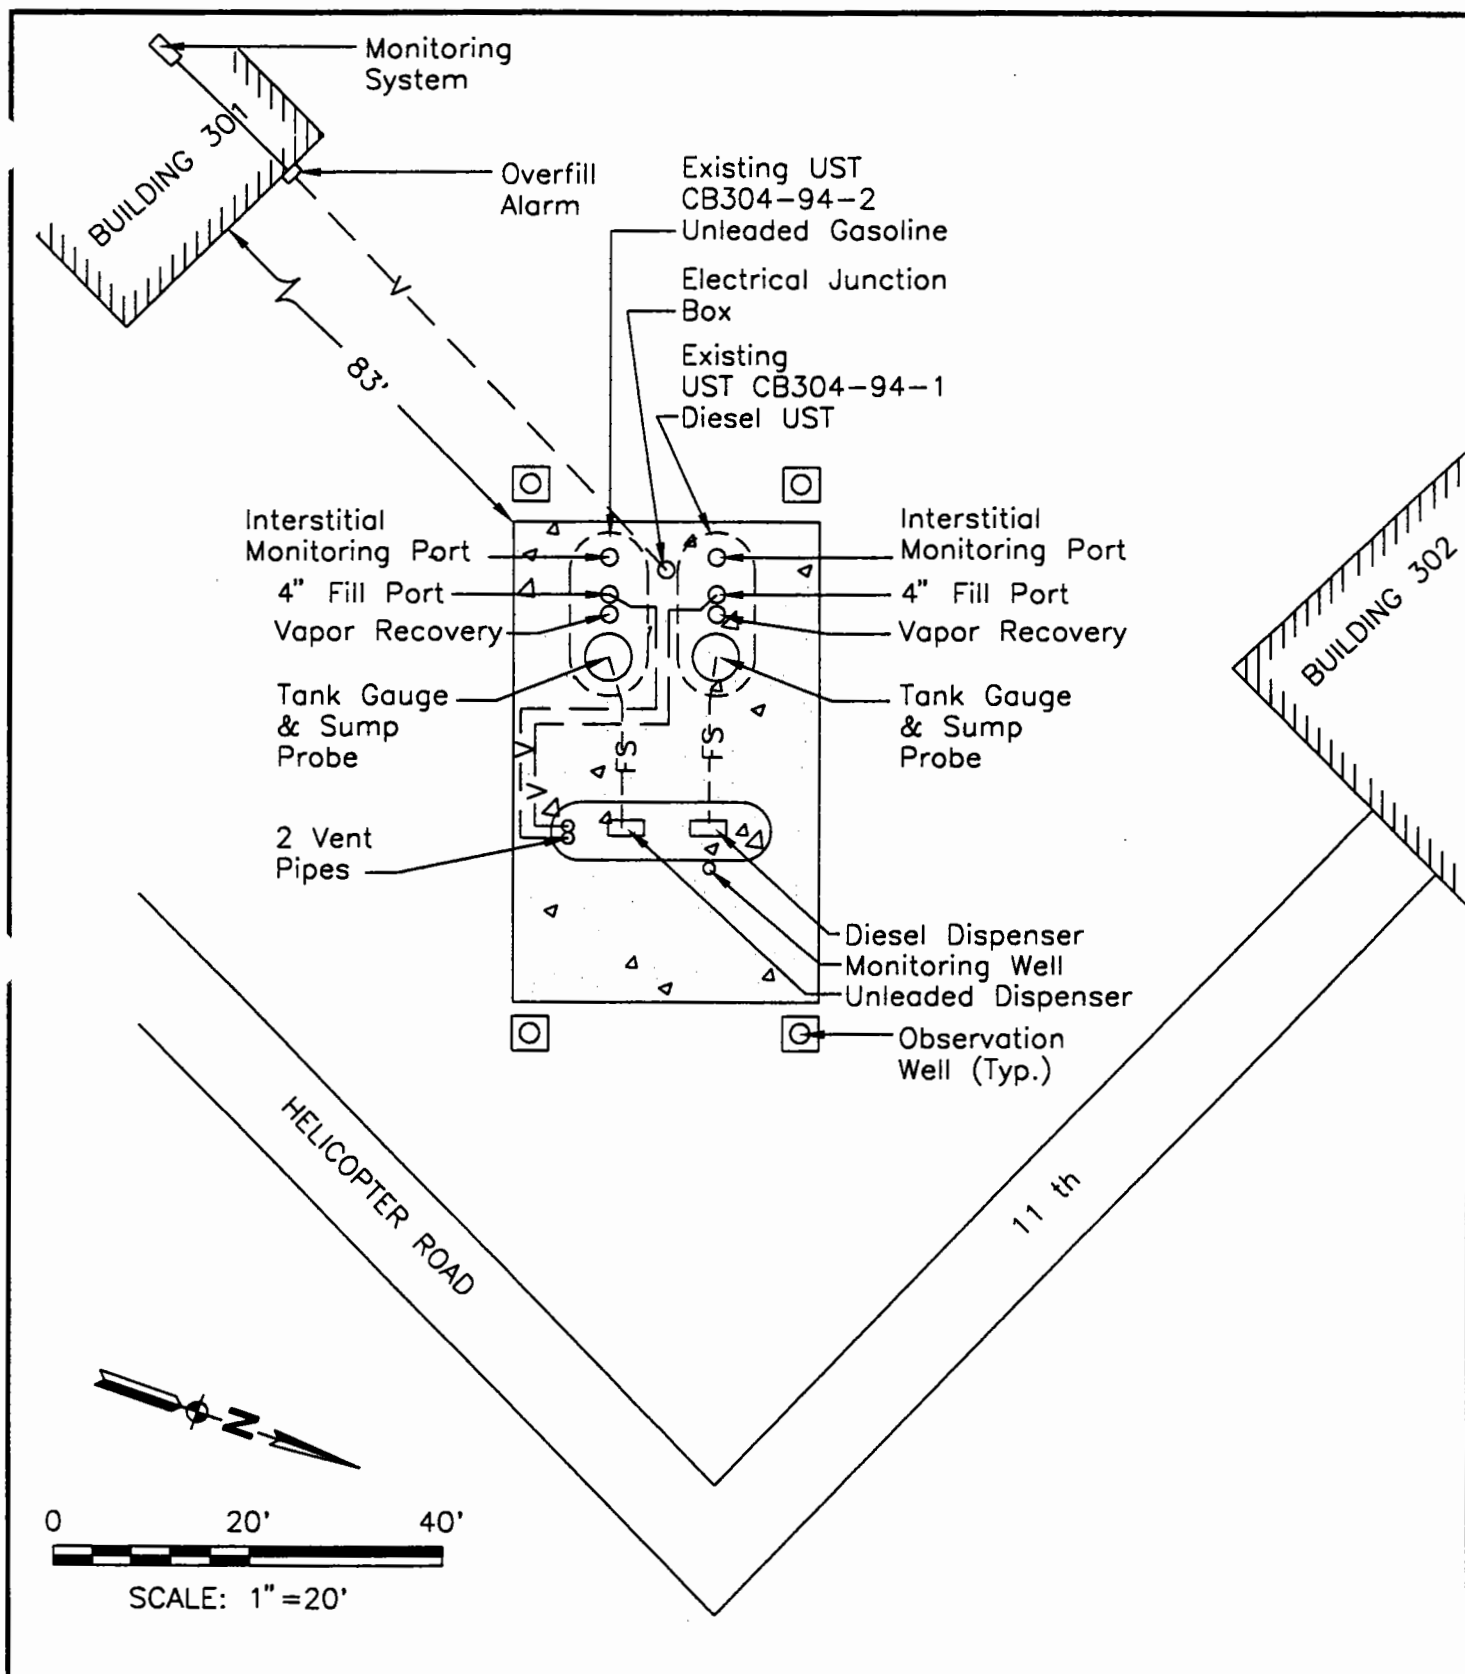 Monitoring
System
BUILDING 301
Overfill
Alarm
Existing UST
CB304-94-2
Unleaded Gasoline
Electrical Junction
Box
Existing
UST CB304-94-1
Diesel UST
V
83'
Interstitial
Monitoring Port
4" Fill Port
Vapor Recovery
Tank Gauge
& Sump
Probe
2 Vent
Pipes
Interstitial
Monitoring Port
4" Fill Port
Vapor Recovery
Tank Gauge
& Sump
Probe
V
V
FS
FS
BUILDING 302
Diesel Dispenser
Monitoring Well
Unleaded Dispenser
Observation
Well (Typ.)
HELICOPTER ROAD
11 th
N
0 20' 40'
SCALE: 1"=20'